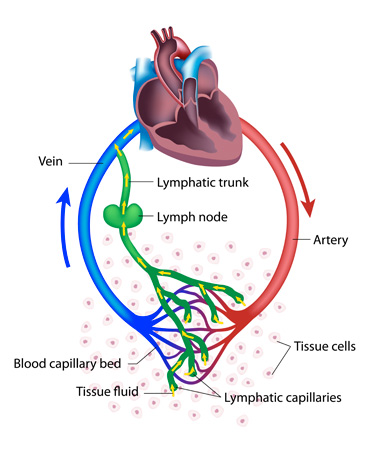 Vein
Lymphatic trunk
Lymph node
Artery
Tissue cells
Blood capillary bed
Tissue fluid
Lymphatic capillaries